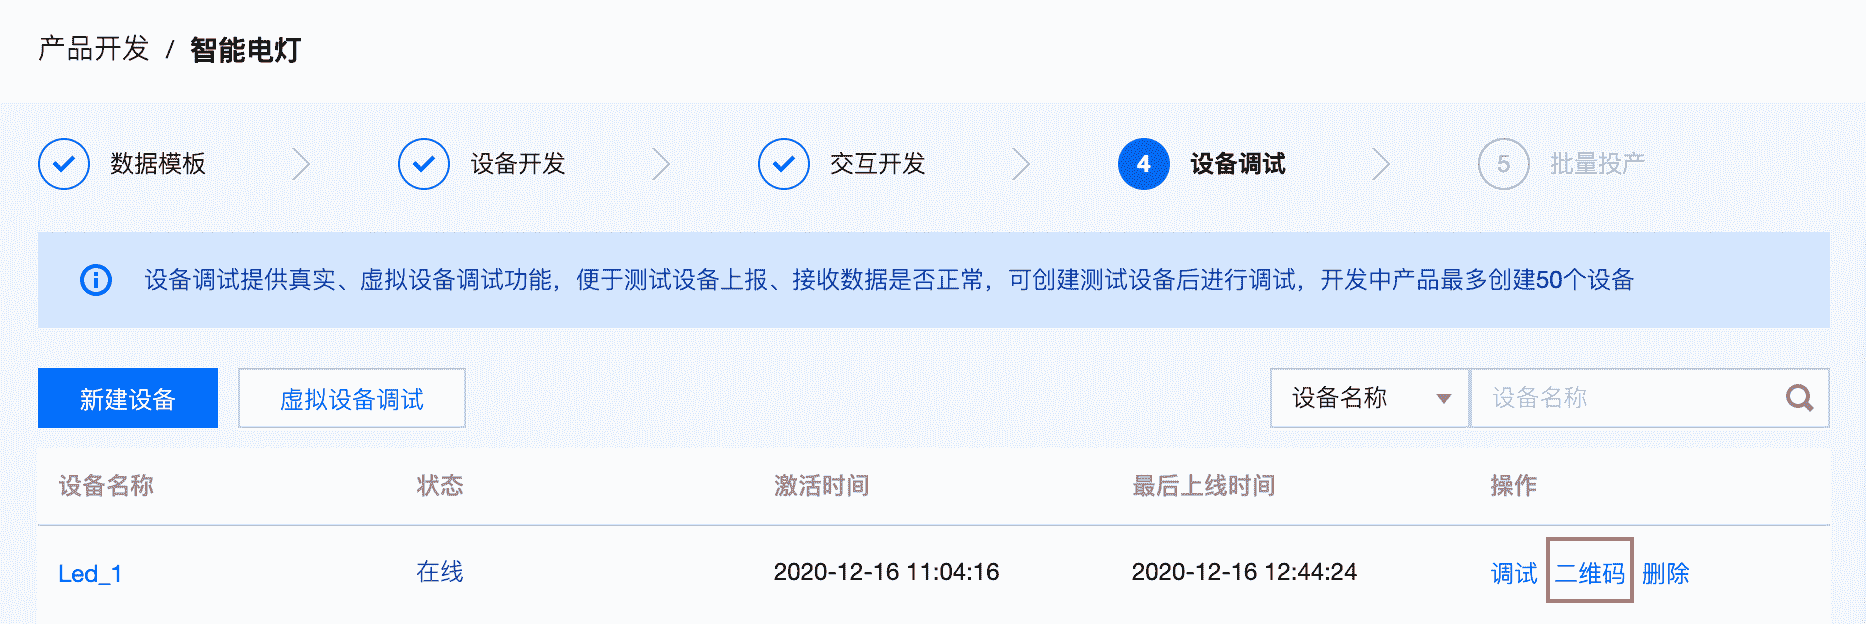 产品开发 / 智能电灯
数据模板 设备开发 交互开发 4 设备调试 5 批量投产
设备调试提供真实、虚拟设备调试功能，便于测试设备上报、接收数据是否正常，可创建测试设备后进行调试，开发中产品最多创建50个设备
新建设备 虚拟设备调试 设备名称 设备名称
设备名称 状态 激活时间 最后上线时间 操作
Led_1 在线 2020-12-16 11:04:16 2020-12-16 12:44:24 调试 二维码 删除